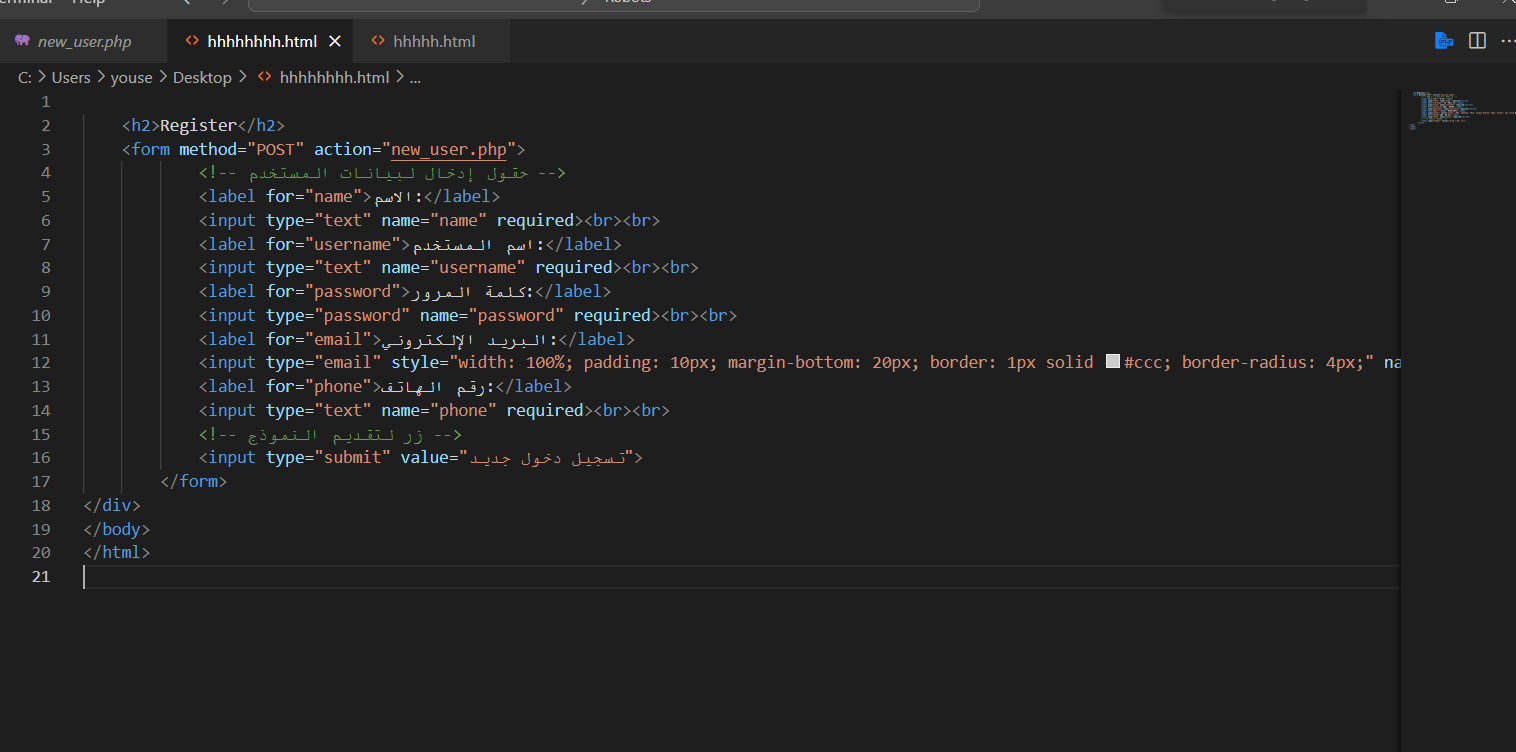 Help
new_user.php
hhhhhhhh.html
hhhhh.html
C: > Users > youse > Desktop > hhhhhhhh.html > ...
1
2 <h2>Register</h2>
3 <form method="POST" action="new_user.php">
4 <!-- حقول إدخال لبيانات المستخدم -->
5 <label for="name">الاسم:</label>
6 <input type="text" name="name" required><br><br>
7 <label for="username">اسم المستخدم:</label>
8 <input type="text" name="username" required><br><br>
9 <label for="password">كلمة المرور:</label>
10 <input type="password" name="password" required><br><br>
11 <label for="email">البريد الإلكتروني:</label>
12 <input type="email" style="width: 100%; padding: 10px; margin-bottom: 20px; border: 1px solid #ccc; border-radius: 4px;" na
13 <label for="phone">رقم الهاتف:</label>
14 <input type="text" name="phone" required><br><br>
15 <!-- زر لتقديم النموذج -->
16 <input type="submit" value="تسجيل دخول جديد">
17 </form>
18 </div>
19 </body>
20 </html>
21